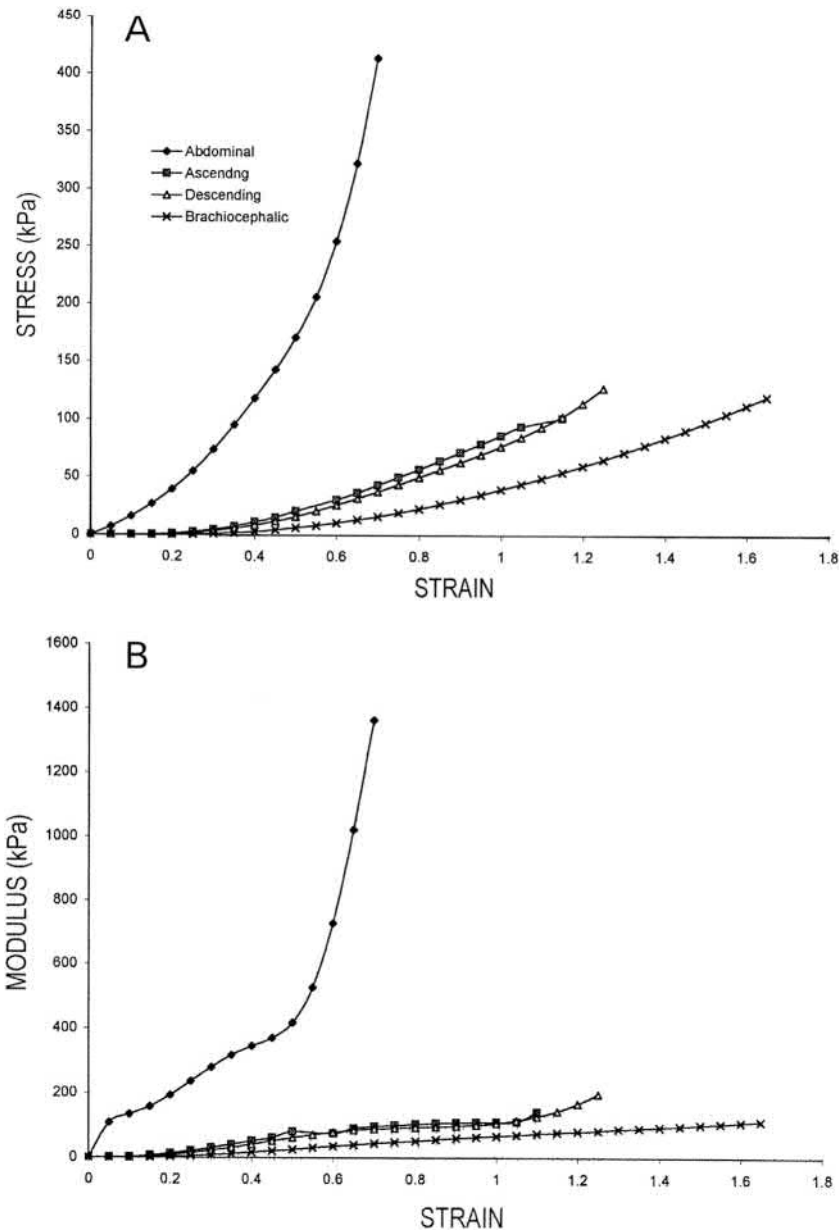 A
450
400
350
300
250
200
150
100
50
0
STRESS (kPa)
Abdominal
Ascendng
Descending
Brachiocephalic
0 0.2 0.4 0.6 0.8 1 1.2 1.4 1.6 1.8
STRAIN
B
1600
1400
1200
1000
800
600
400
200
0
MODULUS (kPa)
0 0.2 0.4 0.6 0.8 1 1.2 1.4 1.6 1.8
STRAIN